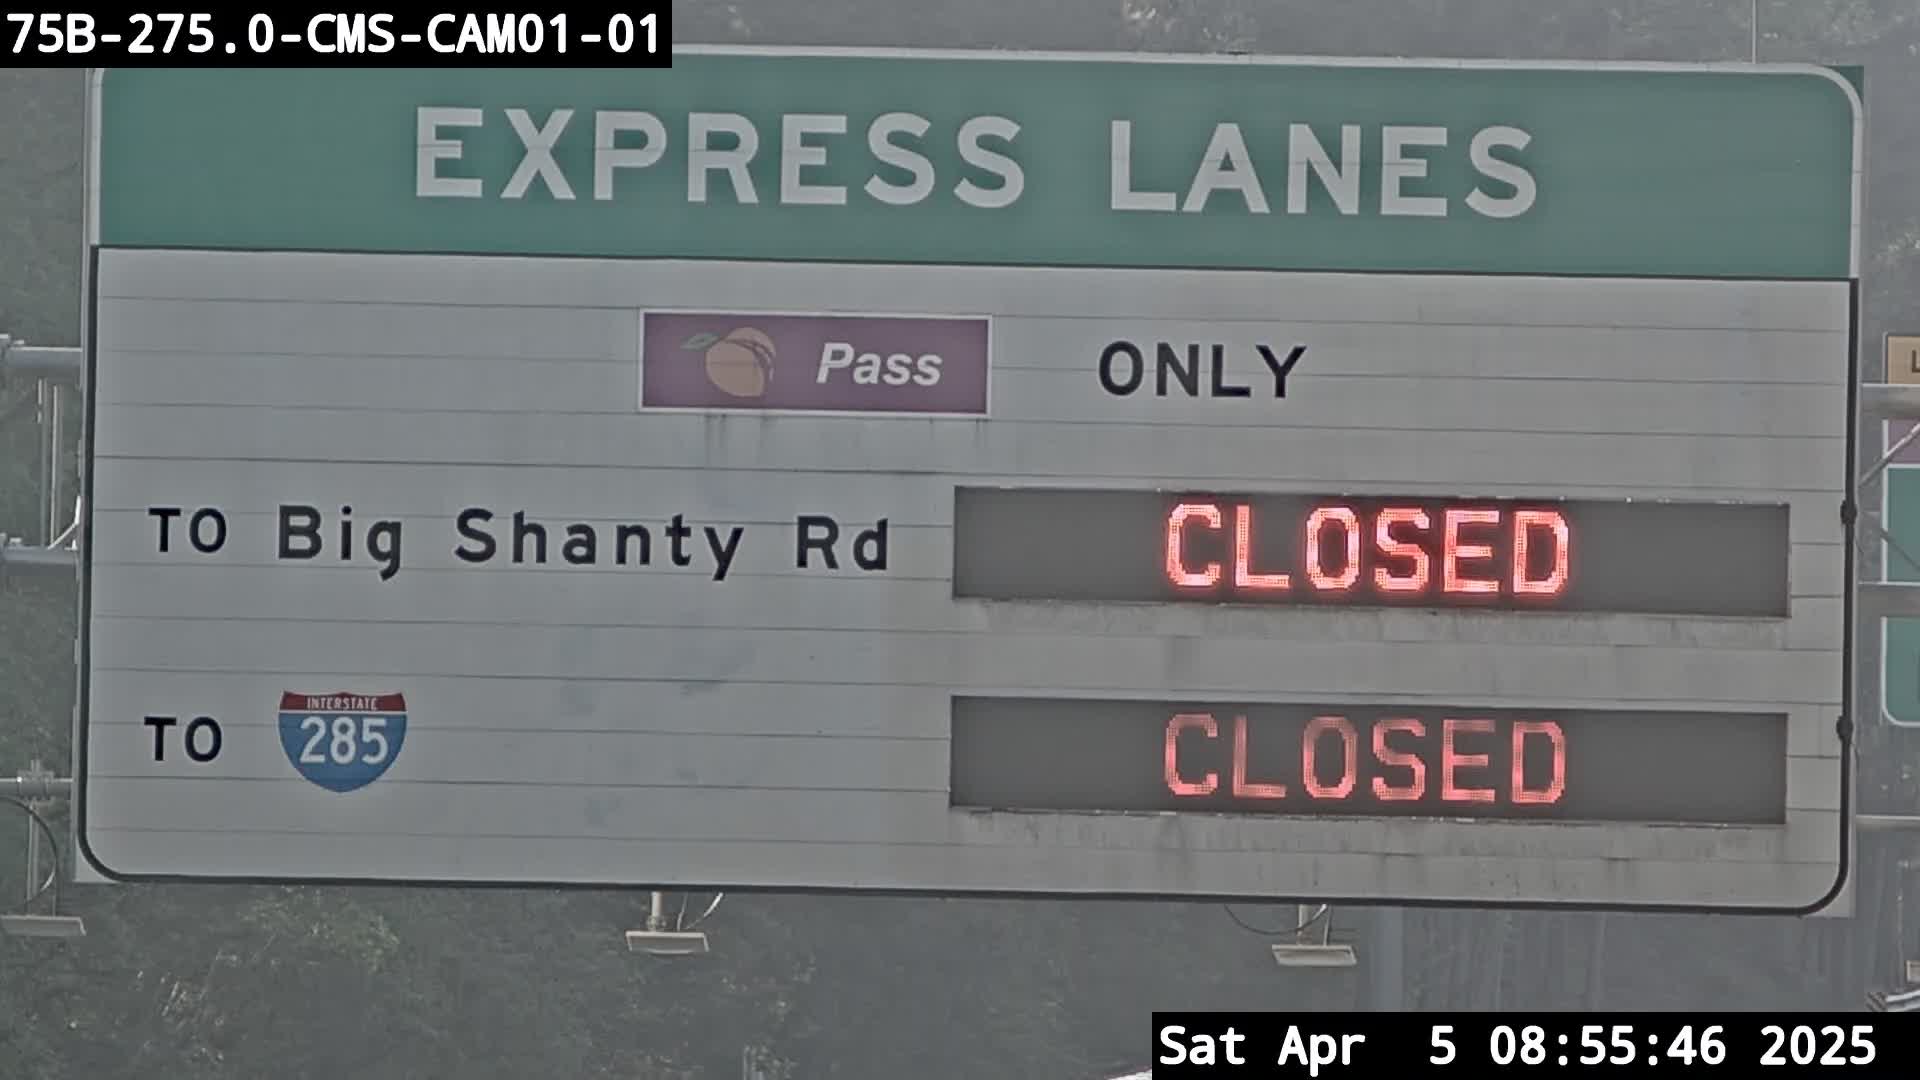 75B-275.0-CMS-CAM01-01
EXPRESS LANES
Pass ONLY
TO Big Shanty Rd CLOSED
TO INTERSTATE 285 CLOSED
Sat Apr 5 08:55:46 2025